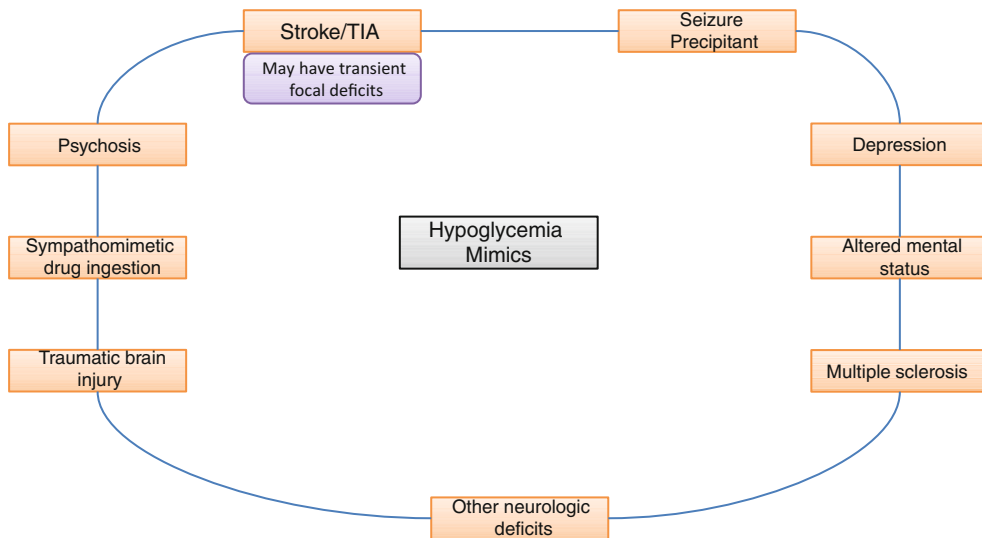 Stroke/TIA
May have transient
focal deficits
Seizure
Precipitant
Psychosis
Depression
Hypoglycemia
Mimics
Sympathomimetic
drug ingestion
Altered mental
status
Traumatic brain
injury
Multiple sclerosis
Other neurologic
deficits